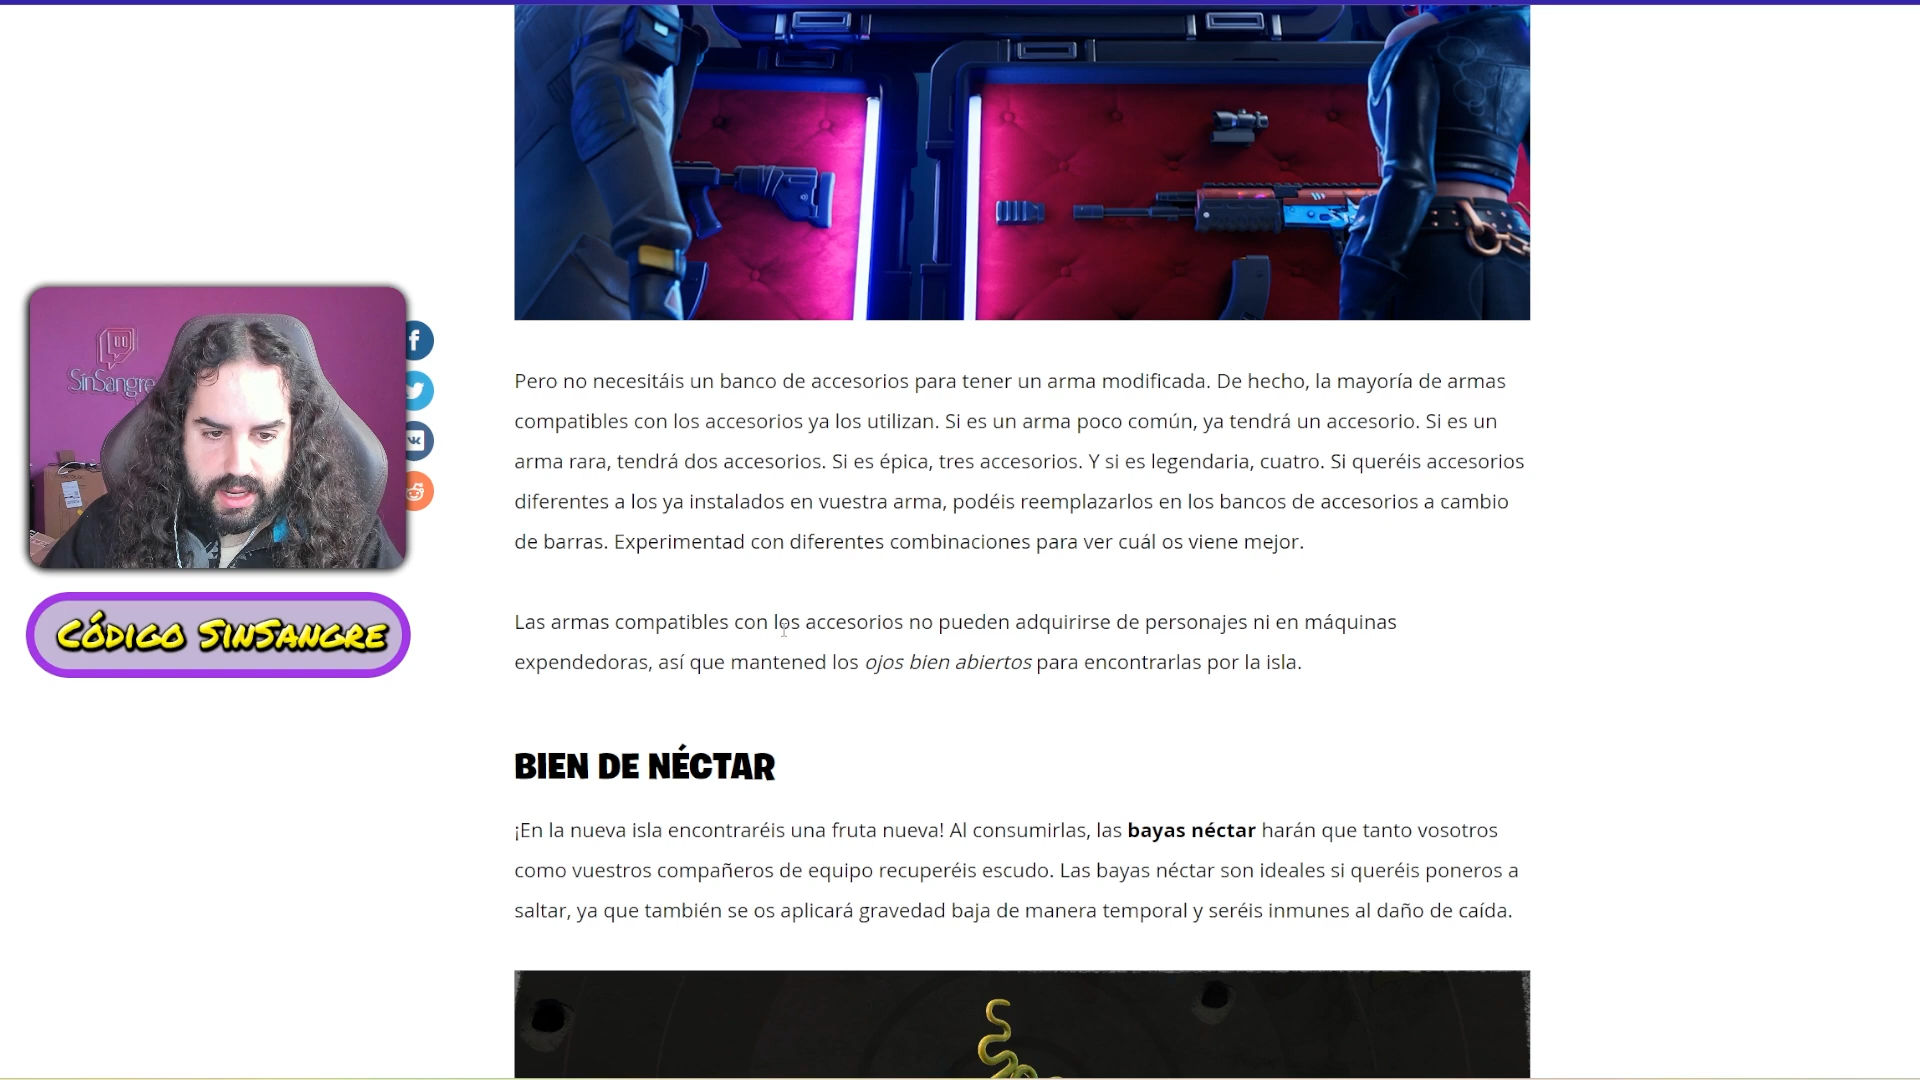 Pero no necesitáis un banco de accesorios para tener un arma modificada. De hecho, la mayoría de armas
compatibles con los accesorios ya los utilizan. Si es un arma poco común, ya tendrá un accesorio. Si es un
arma rara, tendrá dos accesorios. Si es épica, tres accesorios. Y si es legendaria, cuatro. Si queréis accesorios
diferentes a los ya instalados en vuestra arma, podéis reemplazarlos en los bancos de accesorios a cambio
de barras. Experimentad con diferentes combinaciones para ver cuál os viene mejor.
Las armas compatibles con los accesorios no pueden adquirirse de personajes ni en máquinas
expendedoras, así que mantened los ojos bien abiertos para encontrarlas por la isla.
BIEN DE NÉCTAR
¡En la nueva isla encontraréis una fruta nueva! Al consumirlas, las bayas néctar harán que tanto vosotros
como vuestros compañeros de equipo recuperéis escudo. Las bayas néctar son ideales si queréis poneros a
saltar, ya que también se os aplicará gravedad baja de manera temporal y seréis inmunes al daño de caída.
SinSangre
CÓDIGO SINSANGRE